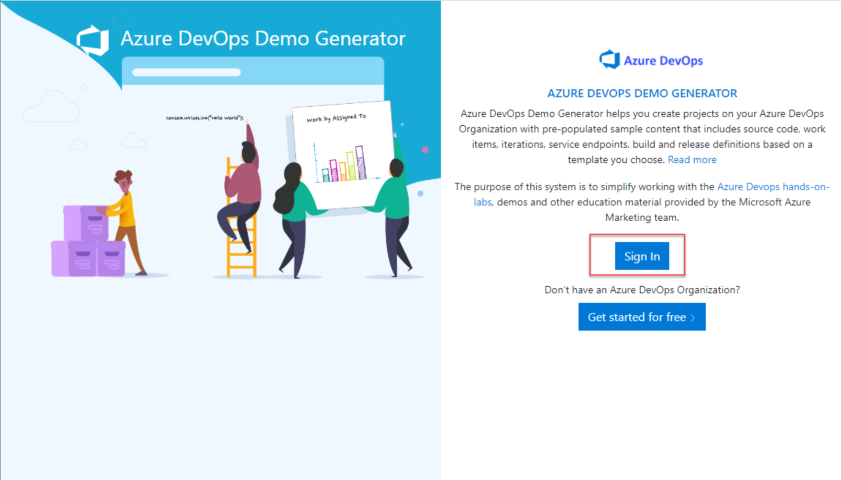 Azure DevOps Demo Generator
console.WriteLine("Hello World");
Work by Assigned To
Azure DevOps
AZURE DEVOPS DEMO GENERATOR
Azure DevOps Demo Generator helps you create projects on your Azure DevOps
Organization with pre-populated sample content that includes source code, work
items, iterations, service endpoints, build and release definitions based on a
template you choose. Read more
The purpose of this system is to simplify working with the Azure Devops hands-on-
labs, demos and other education material provided by the Microsoft Azure
Marketing team.
Sign In
Don't have an Azure DevOps Organization?
Get started for free >